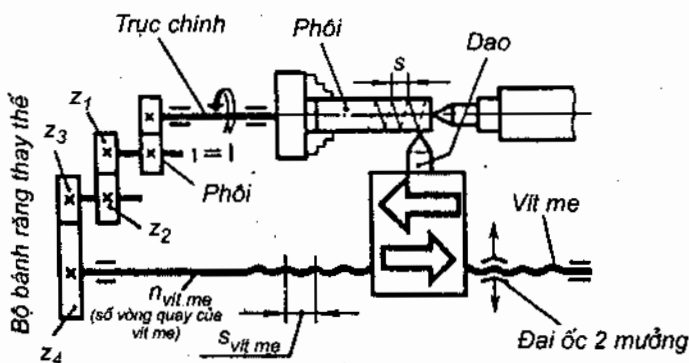 Trục chính
Phôi
s
Dao
Bộ bánh răng thay thế
z1
z3
i = 1
Phôi
z2
Vít me
n vít me
(số vòng quay của
vít me)
s vít me
z4
Đai ốc 2 mưởng